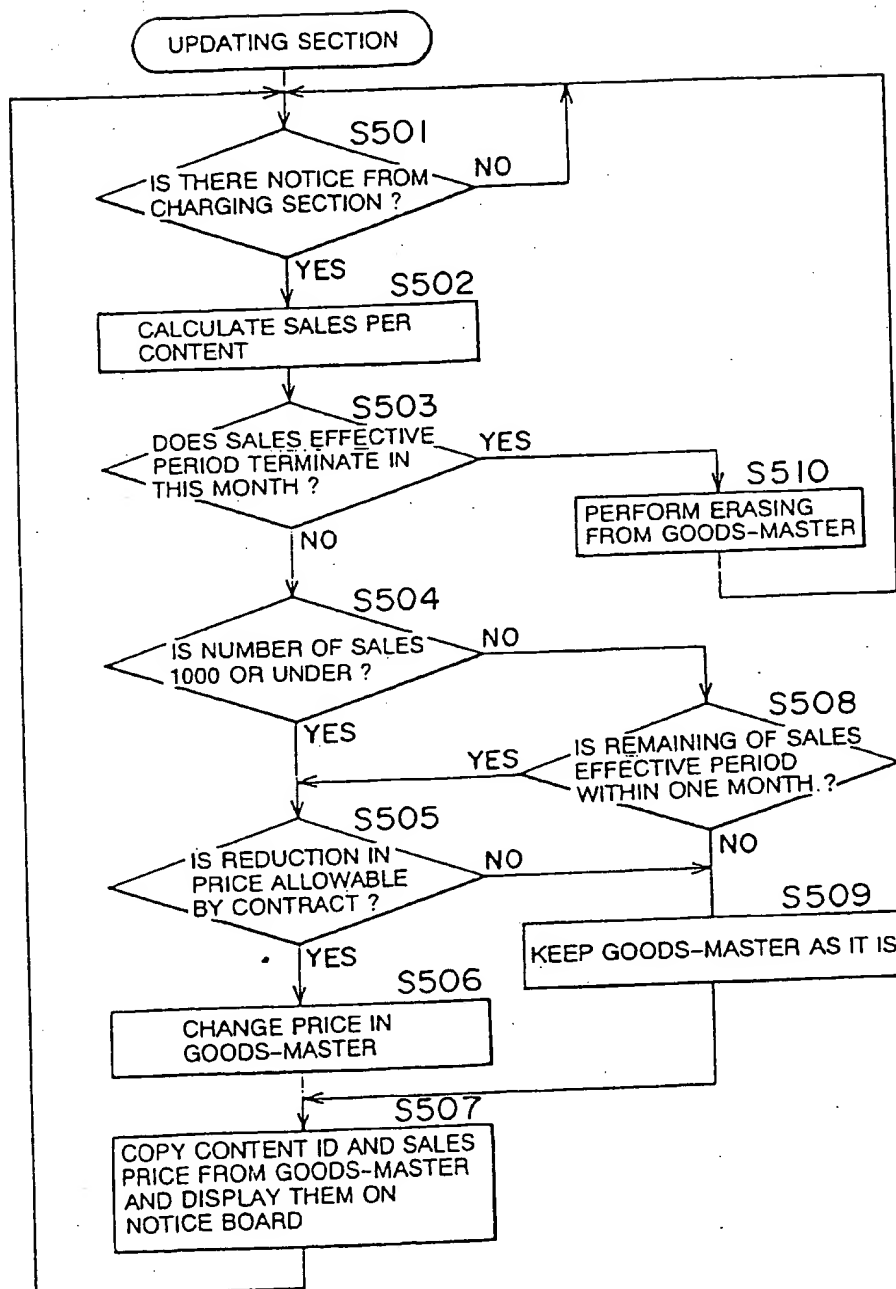 UPDATING SECTION
S501
IS THERE NOTICE FROM
CHARGING SECTION ?
NO
YES
S502
CALCULATE SALES PER
CONTENT
S503
DOES SALES EFFECTIVE
PERIOD TERMINATE IN
THIS MONTH ?
YES
NO
S510
PERFORM ERASING
FROM GOODS-MASTER
S504
IS NUMBER OF SALES
1000 OR UNDER ?
NO
YES
S508
IS REMAINING OF SALES
EFFECTIVE PERIOD
WITHIN ONE MONTH.?
YES
NO
S505
IS REDUCTION IN
PRICE ALLOWABLE
BY CONTRACT ?
NO
YES
S509
KEEP GOODS-MASTER AS IT IS
S506
CHANGE PRICE IN
GOODS-MASTER
S507
COPY CONTENT ID AND SALES
PRICE FROM GOODS-MASTER
AND DISPLAY THEM ON
NOTICE BOARD